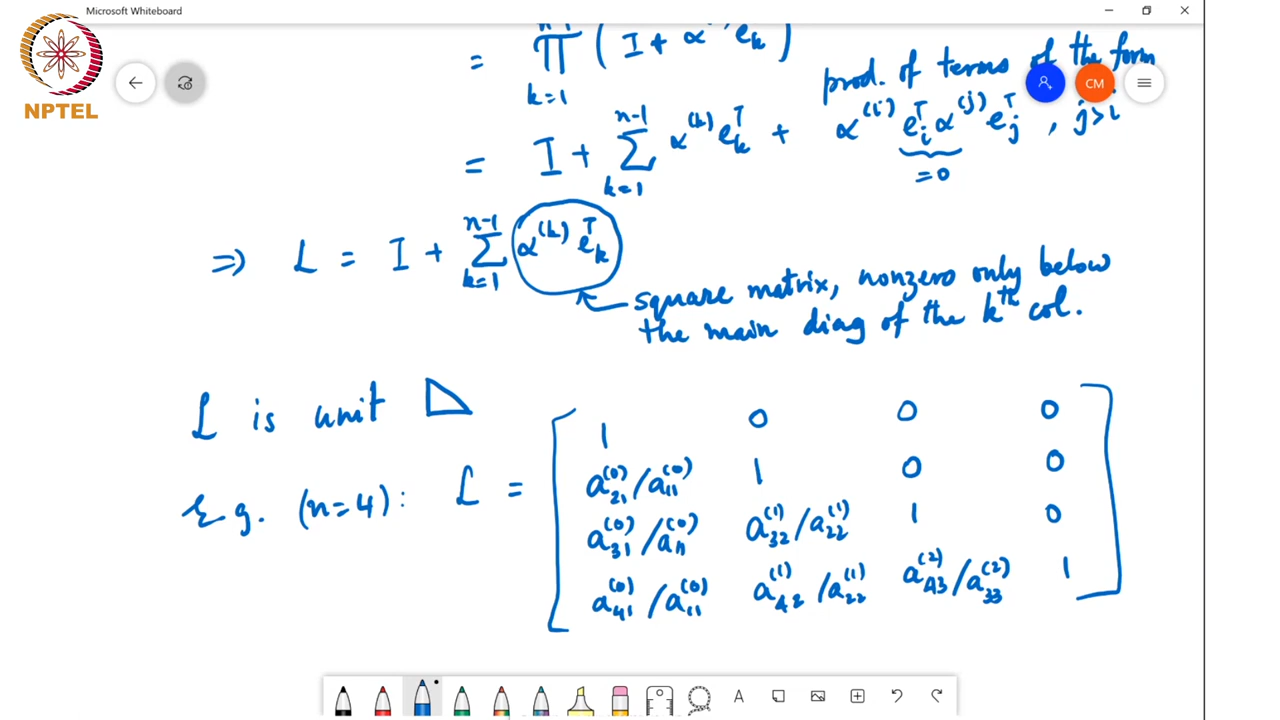 Microsoft Whiteboard
NPTEL
CM
= ∏_{k=1}^{n-1} ( I + α e_k )
prod. of terms of the form
= I + ∑_{k=1}^{n-1} α^{(k)} e_k^T + α^{(i)} e_i^T α^{(j)} e_j^T , j>i
=0
⇒ L = I + ∑_{k=1}^{n-1} α^{(k)} e_k^T
square matrix, nonzero only below
the main diag of the k^{th} col.
L is unit
E.g. (n=4): L =
1 0 0 0
a_{21}^{(0)}/a_{11}^{(0)} 1 0 0
a_{31}^{(0)}/a_{11}^{(0)} a_{32}^{(1)}/a_{22}^{(1)} 1 0
a_{41}^{(0)}/a_{11}^{(0)} a_{42}^{(1)}/a_{22}^{(1)} a_{43}^{(2)}/a_{33}^{(2)} 1
A